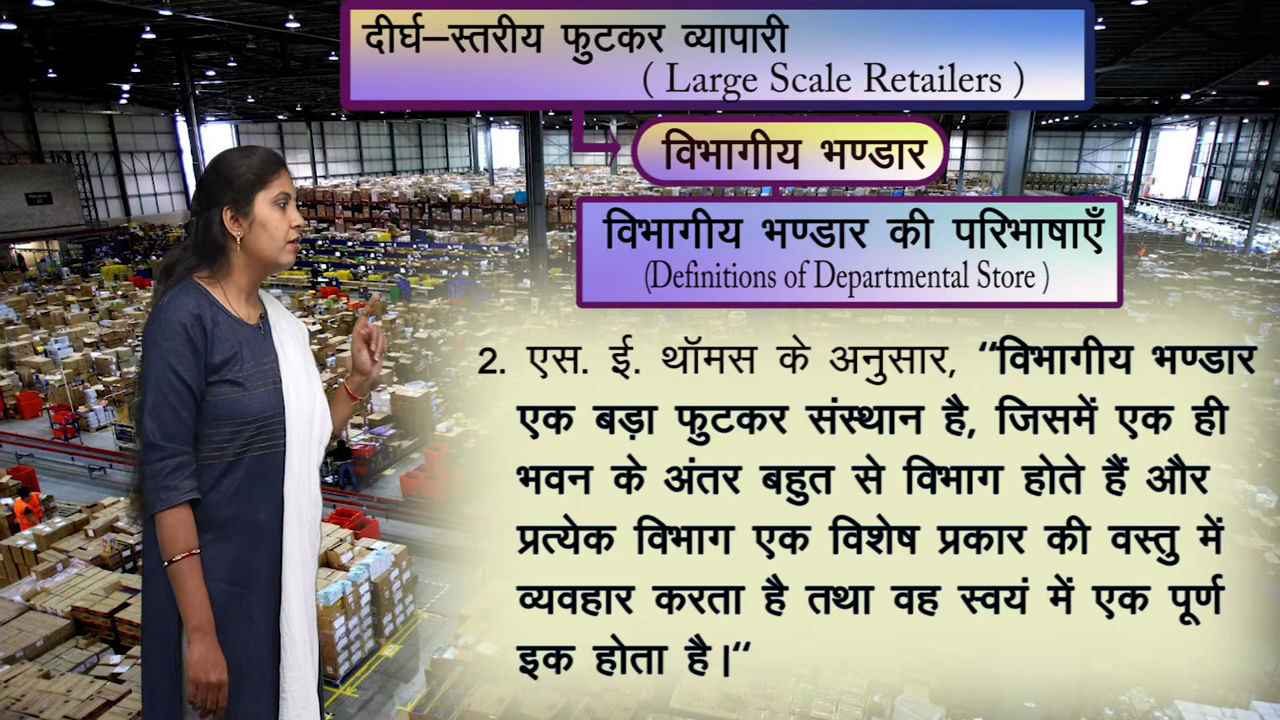 दीर्घ–स्तरीय फुटकर व्यापारी
( Large Scale Retailers )
विभागीय भण्डार
विभागीय भण्डार की परिभाषाएँ
(Definitions of Departmental Store )
2. एस. ई. थॉमस के अनुसार, “विभागीय भण्डार
एक बड़ा फुटकर संस्थान है, जिसमें एक ही
भवन के अंतर बहुत से विभाग होते हैं और
प्रत्येक विभाग एक विशेष प्रकार की वस्तु में
व्यवहार करता है तथा वह स्वयं में एक पूर्ण
इक होता है।“